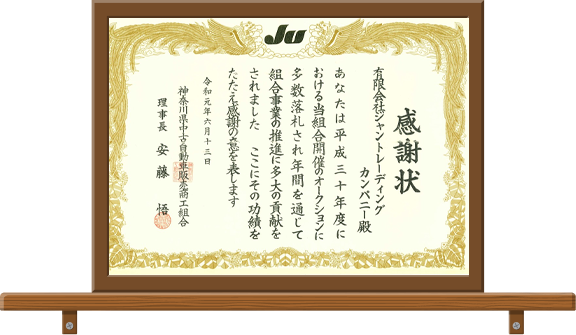 Ju
感謝状
有限会社ジャントレーディング
カンパニー殿
あなたは平成三十年度に
おける当組合開催のオークションに
多数落札され年間を通じて
組合事業の推進に多大の貢献を
されました ここにその功績を
たたえ感謝の意を表します
令和元年六月十三日
神奈川県中古自動車販売商工組合
理事長 安藤 悟